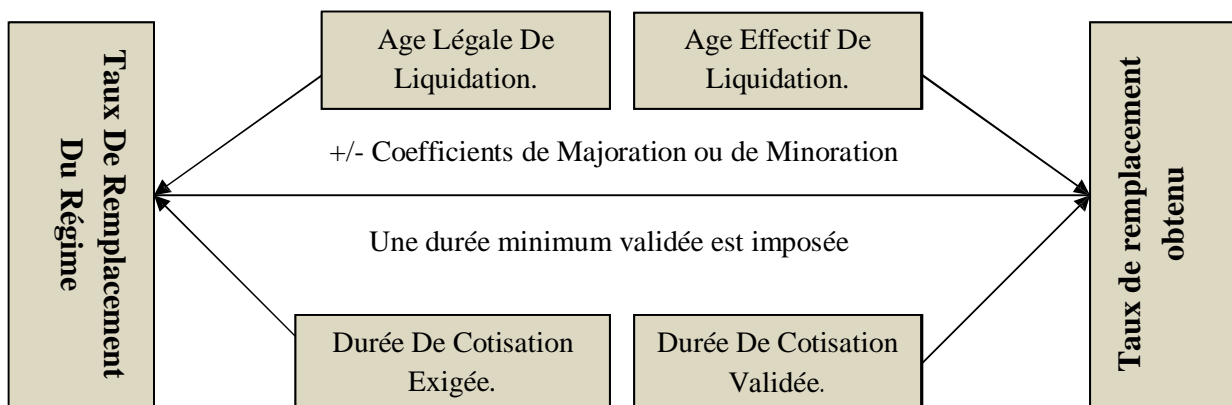 Taux De Remplacement
Du Régime
Age Légale De
Liquidation.
Age Effectif De
Liquidation.
+/- Coefficients de Majoration ou de Minoration
Une durée minimum validée est imposée
Durée De Cotisation
Exigée.
Durée De Cotisation
Validée.
Taux de remplacement
obtenu